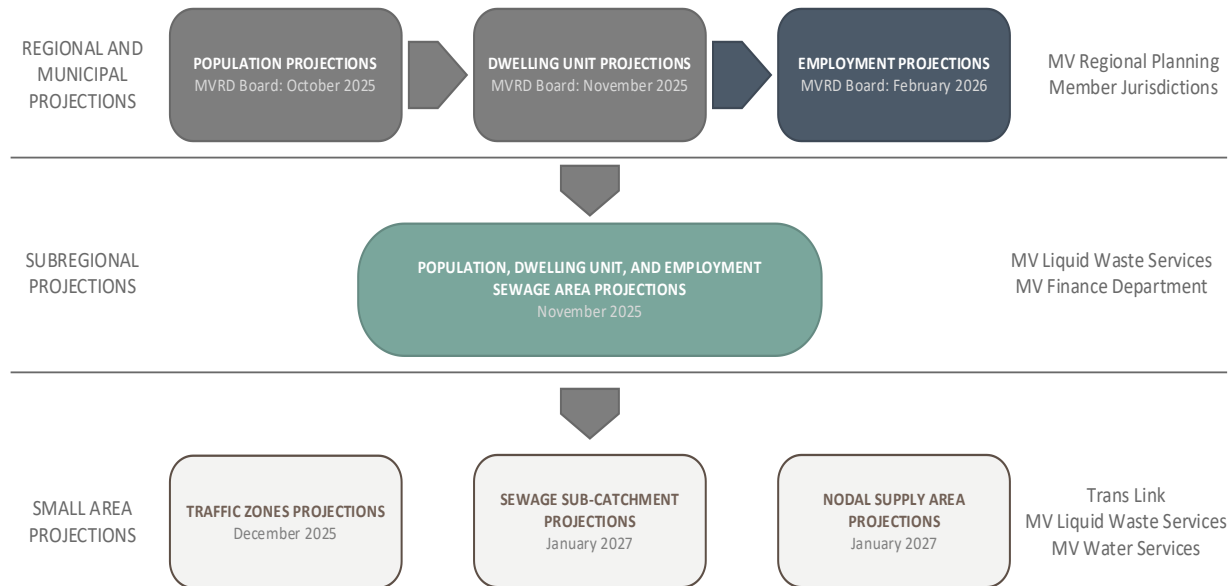 REGIONAL AND
MUNICIPAL
PROJECTIONS
POPULATION PROJECTIONS
MVRD Board: October 2025
DWELLING UNIT PROJECTIONS
MVRD Board: November 2025
EMPLOYMENT PROJECTIONS
MVRD Board: February 2026
MV Regional Planning
Member Jurisdictions
SUBREGIONAL
PROJECTIONS
POPULATION, DWELLING UNIT, AND EMPLOYMENT
SEWAGE AREA PROJECTIONS
November 2025
MV Liquid Waste Services
MV Finance Department
SMALL AREA
PROJECTIONS
TRAFFIC ZONES PROJECTIONS
December 2025
SEWAGE SUB-CATCHMENT
PROJECTIONS
January 2027
NODAL SUPPLY AREA
PROJECTIONS
January 2027
Trans Link
MV Liquid Waste Services
MV Water Services